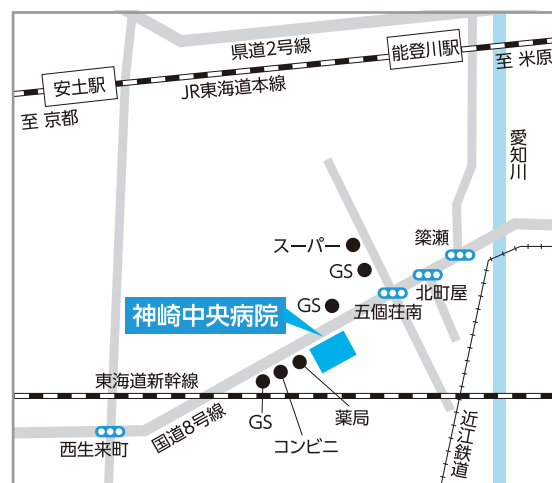 県道2号線
能登川駅
至 米原
安土駅
JR東海道本線
至 京都
愛知川
簗瀬
スーパー
GS
北町屋
GS
五個荘南
神崎中央病院
東海道新幹線
薬局
GS
国道8号線
コンビニ
西生来町
近江鉄道